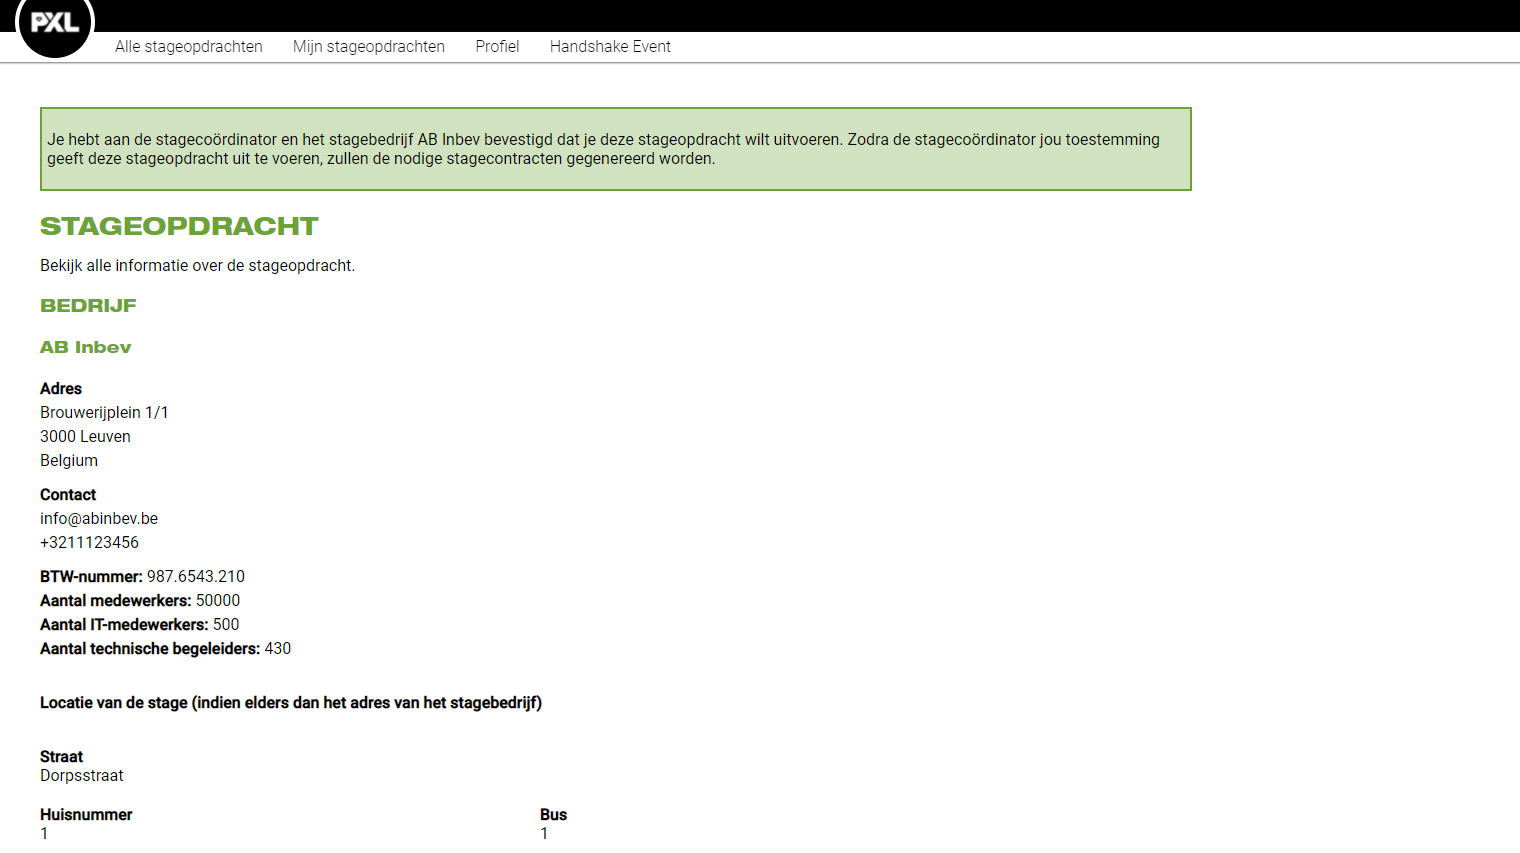 PXL
Alle stageopdrachten Mijn stageopdrachten Profiel Handshake Event
Je hebt aan de stagecoördinator en het stagebedrijf AB Inbev bevestigd dat je deze stageopdracht wilt uitvoeren. Zodra de stagecoördinator jou toestemming
geeft deze stageopdracht uit te voeren, zullen de nodige stagecontracten gegenereerd worden.
STAGEOPDRACHT
Bekijk alle informatie over de stageopdracht.
BEDRIJF
AB Inbev
Adres
Brouwerijplein 1/1
3000 Leuven
Belgium
Contact
info@abinbev.be
+3211123456
BTW-nummer: 987.6543.210
Aantal medewerkers: 50000
Aantal IT-medewerkers: 500
Aantal technische begeleiders: 430
Locatie van de stage (indien elders dan het adres van het stagebedrijf)
Straat
Dorpsstraat
Huisnummer Bus
1 1